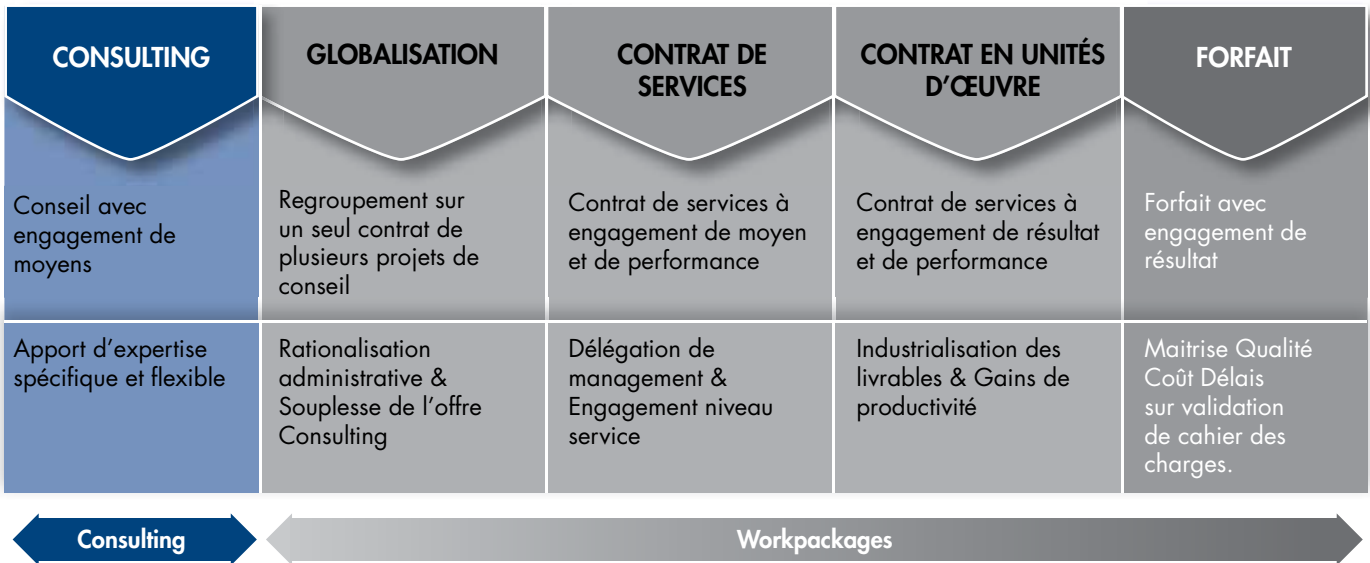 CONSULTING
GLOBALISATION
CONTRAT DE
SERVICES
CONTRAT EN UNITÉS
D'ŒUVRE
FORFAIT
Conseil avec
engagement de
moyens
Regroupement sur
un seul contrat de
plusieurs projets de
conseil
Contrat de services à
engagement de moyen
et de performance
Contrat de services à
engagement de résultat
et de performance
Forfait avec
engagement de
résultat
Apport d'expertise
spécifique et flexible
Rationalisation
administrative &
Souplesse de l'offre
Consulting
Délégation de
management &
Engagement niveau
service
Industrialisation des
livrables & Gains de
productivité
Maitrise Qualité
Coût Délais
sur validation
de cahier des
charges.
Consulting
Workpackages